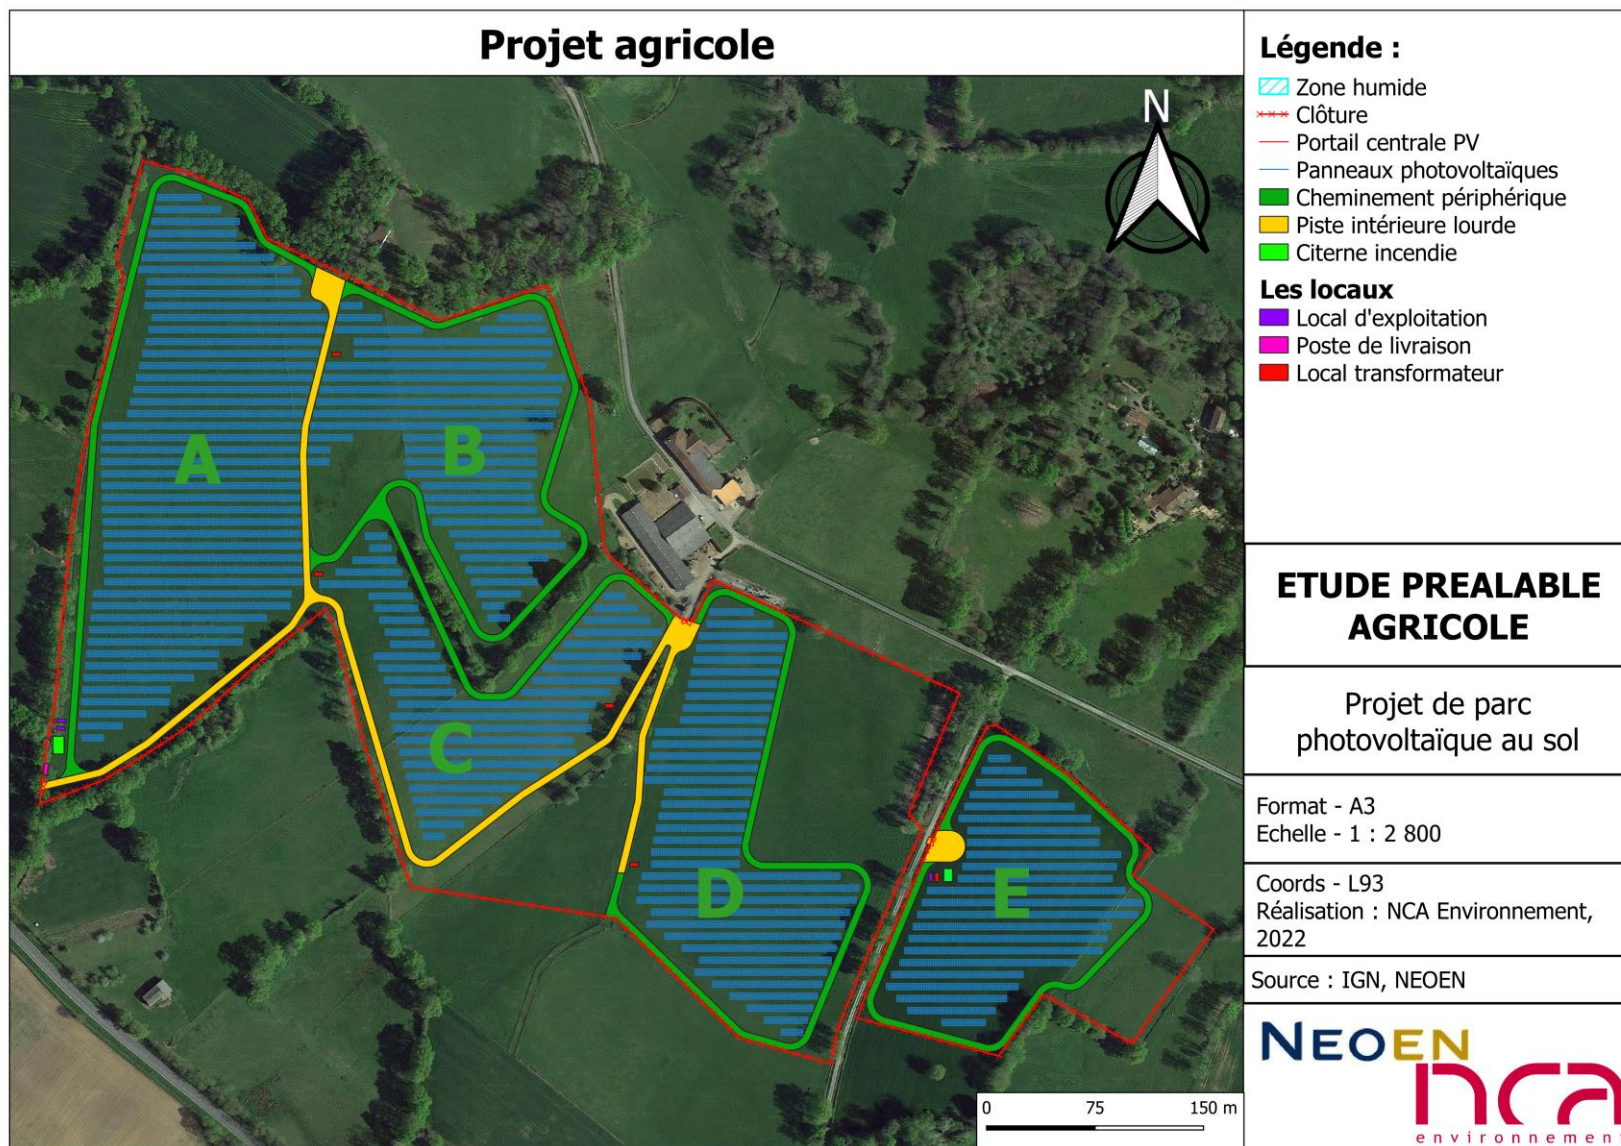 Projet agricole
N
A
B
C
D
E
0 75 150 m
Légende :
Zone humide
Clôture
Portail centrale PV
Panneaux photovoltaïques
Cheminement périphérique
Piste intérieure lourde
Citerne incendie
Les locaux
Local d'exploitation
Poste de livraison
Local transformateur
ETUDE PREALABLE
AGRICOLE
Projet de parc
photovoltaïque au sol
Format - A3
Echelle - 1 : 2 800
Coords - L93
Réalisation : NCA Environnement,
2022
Source : IGN, NEOEN
NEOEN
nca
environnement